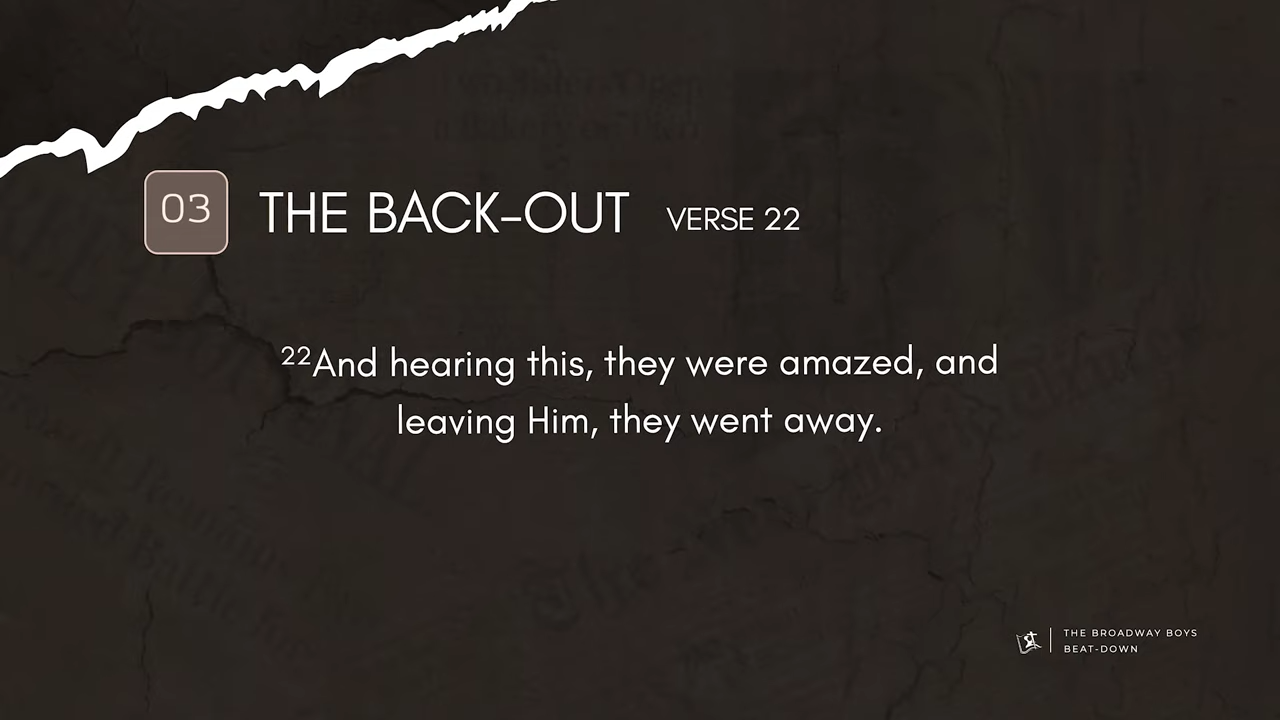 03
THE BACK-OUT VERSE 22
22And hearing this, they were amazed, and
leaving Him, they went away.
THE BROADWAY BOYS
BEAT-DOWN